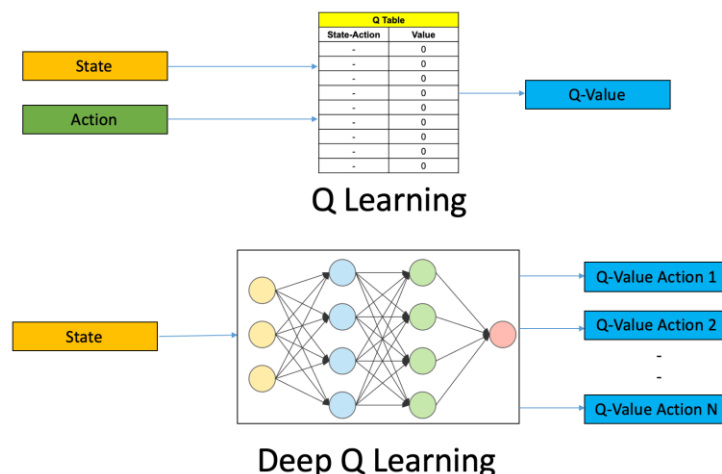 Q Table
State-Action Value
- 0
- 0
- 0
- 0
- 0
- 0
- 0
- 0
- 0
State
Action
Q-Value
Q Learning
State
Q-Value Action 1
Q-Value Action 2
-
-
Q-Value Action N
Deep Q Learning